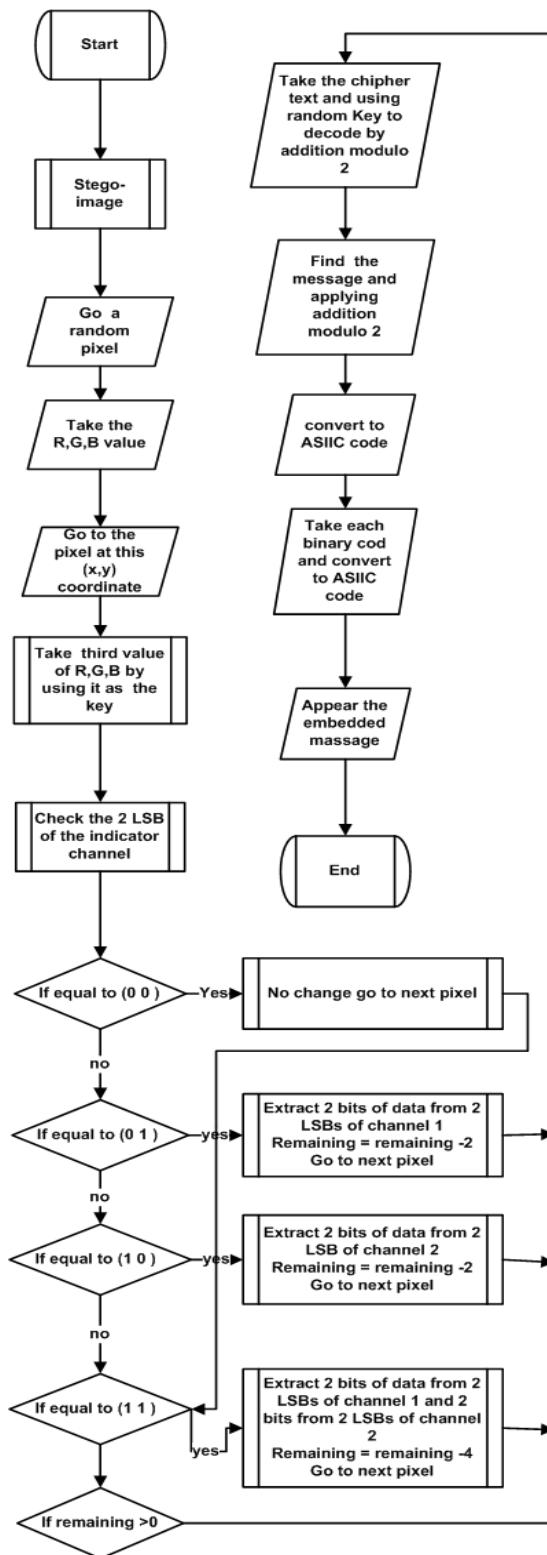 Start
Stego-
image
Go a
random
pixel
Take the
R,G,B value
Go to the
pixel at this
(x,y)
coordinate
Take third value
of R,G,B by
using it as the
key
Check the 2 LSB
of the indicator
channel
If equal to (0 0 )
Yes
No change go to next pixel
no
If equal to (0 1 )
yes
Extract 2 bits of data from 2
LSBs of channel 1
Remaining = remaining -2
Go to next pixel
no
If equal to (1 0 )
yes
Extract 2 bits of data from 2
LSB of channel 2
Remaining = remaining -2
Go to next pixel
no
If equal to (1 1 )
yes
Extract 2 bits of data from 2
LSBs of channel 1 and 2
bits from 2 LSBs of channel
2
Remaining = remaining -4
Go to next pixel
If remaining >0
Take the chipher
text and using
random Key to
decode by
addition modulo
2
Find the
message and
applying
addition
modulo 2
convert to
ASIIC code
Take each
binary cod
and convert
to ASIIC
code
Appear the
embedded
massage
End